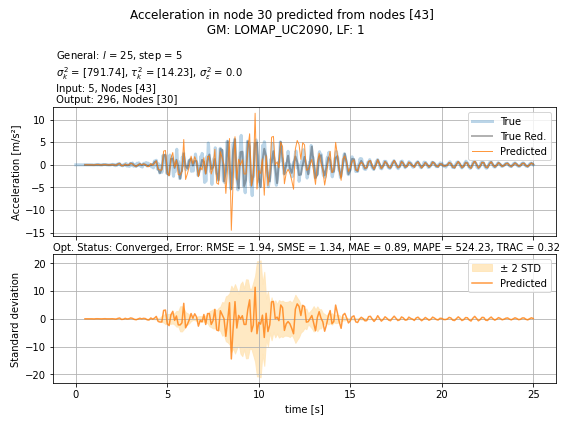 Acceleration in node 30 predicted from nodes [43]
GM: LOMAP_UC2090, LF: 1
General: l = 25, step = 5
σ²ₖ = [791.74], τ²ₖ = [14.23], σ²ₑ = 0.0
Input: 5, Nodes [43]
Output: 296, Nodes [30]
10
5
0
−5
−10
−15
Acceleration [m/s²]
True
True Red.
Predicted
Opt. Status: Converged, Error: RMSE = 1.94, SMSE = 1.34, MAE = 0.89, MAPE = 524.23, TRAC = 0.32
20
10
0
−10
−20
Standard deviation
± 2 STD
Predicted
0 5 10 15 20 25
time [s]